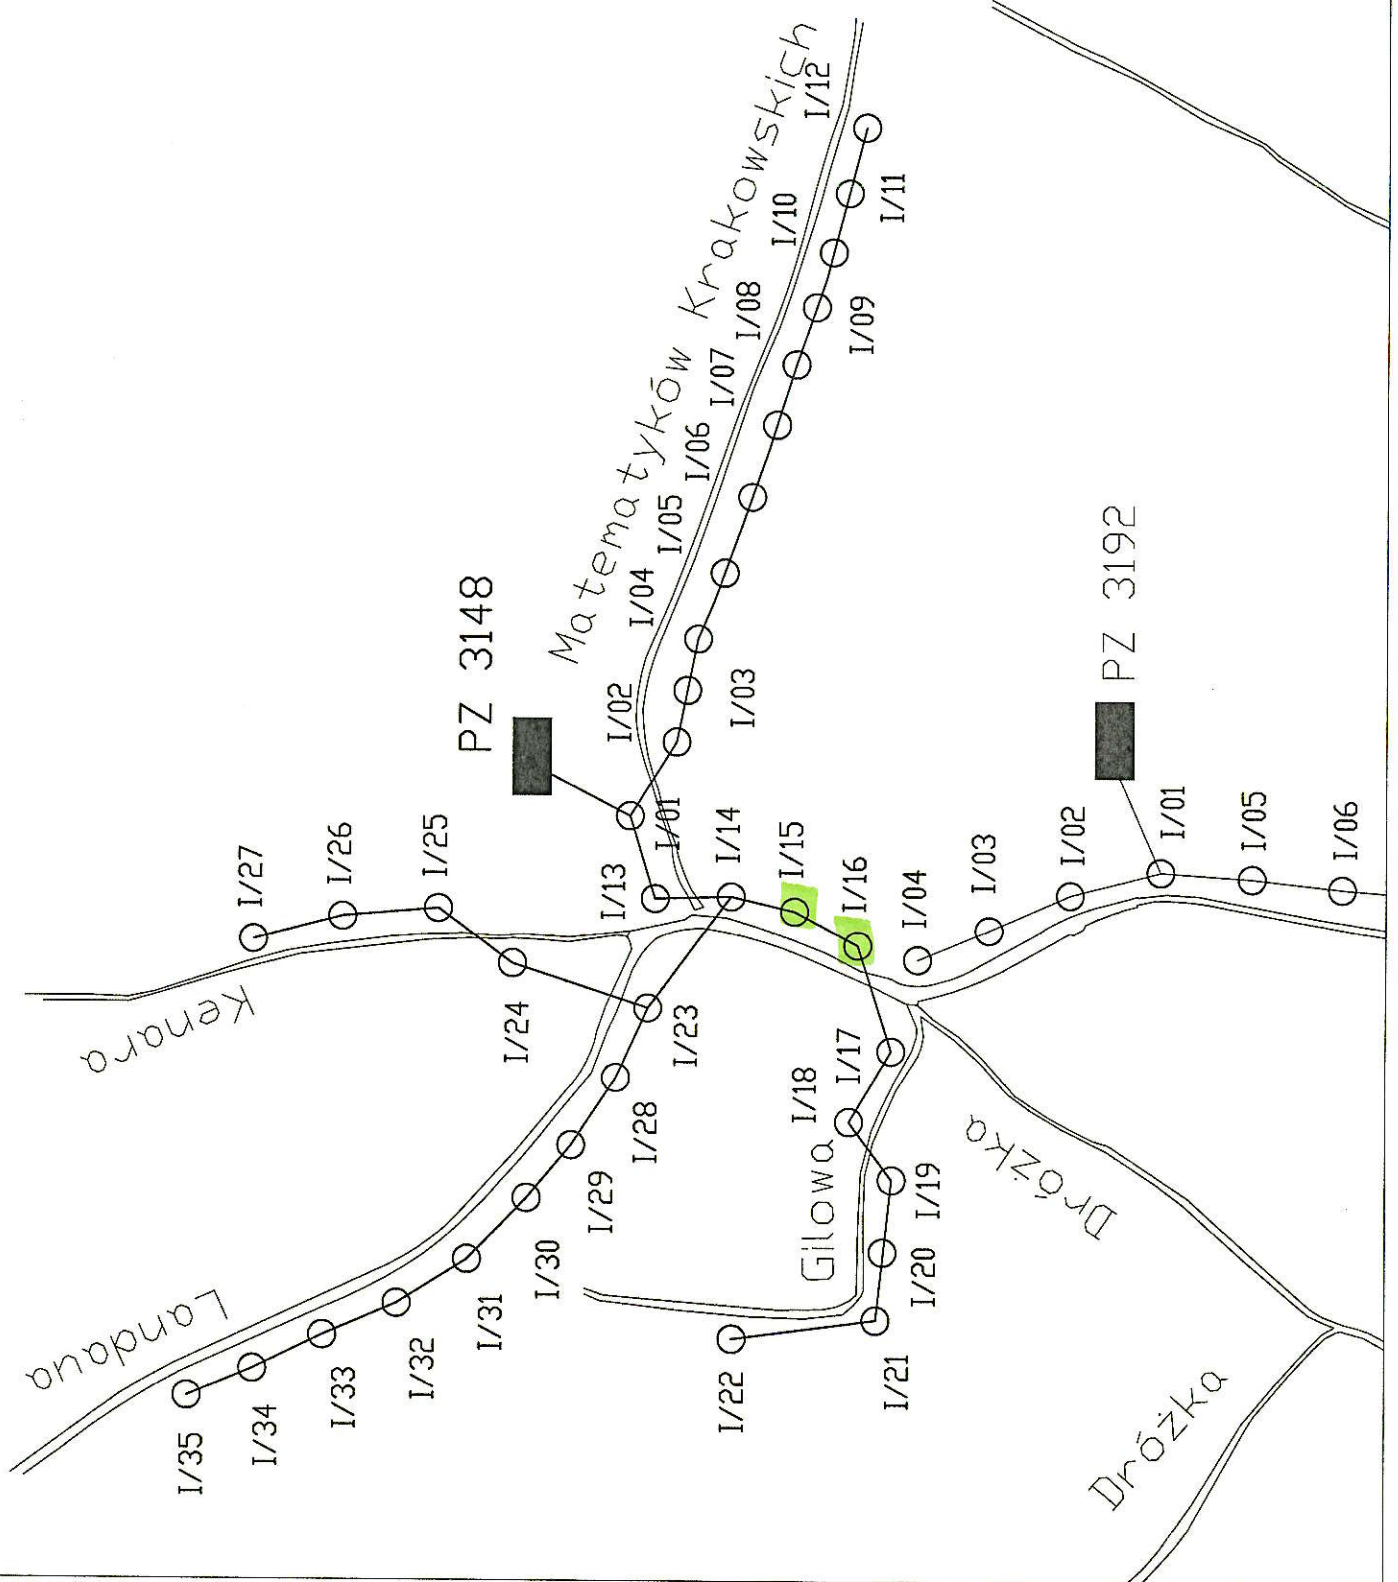 Matematyków Krakowskich
I/12
I/10
I/11
I/08
I/09
I/07
I/06
I/05
I/04
I/03
I/02
PZ 3148
I/01
I/13
I/14
I/15
I/16
I/27
I/26
I/25
I/24
I/23
Kenara
I/28
I/29
I/30
I/31
I/32
I/33
I/34
I/35
Landaua
I/17
I/18
I/19
I/20
I/21
I/22
Gilowa
Dróżka
Dróżka
PZ 3192
I/04
I/03
I/02
I/01
I/05
I/06